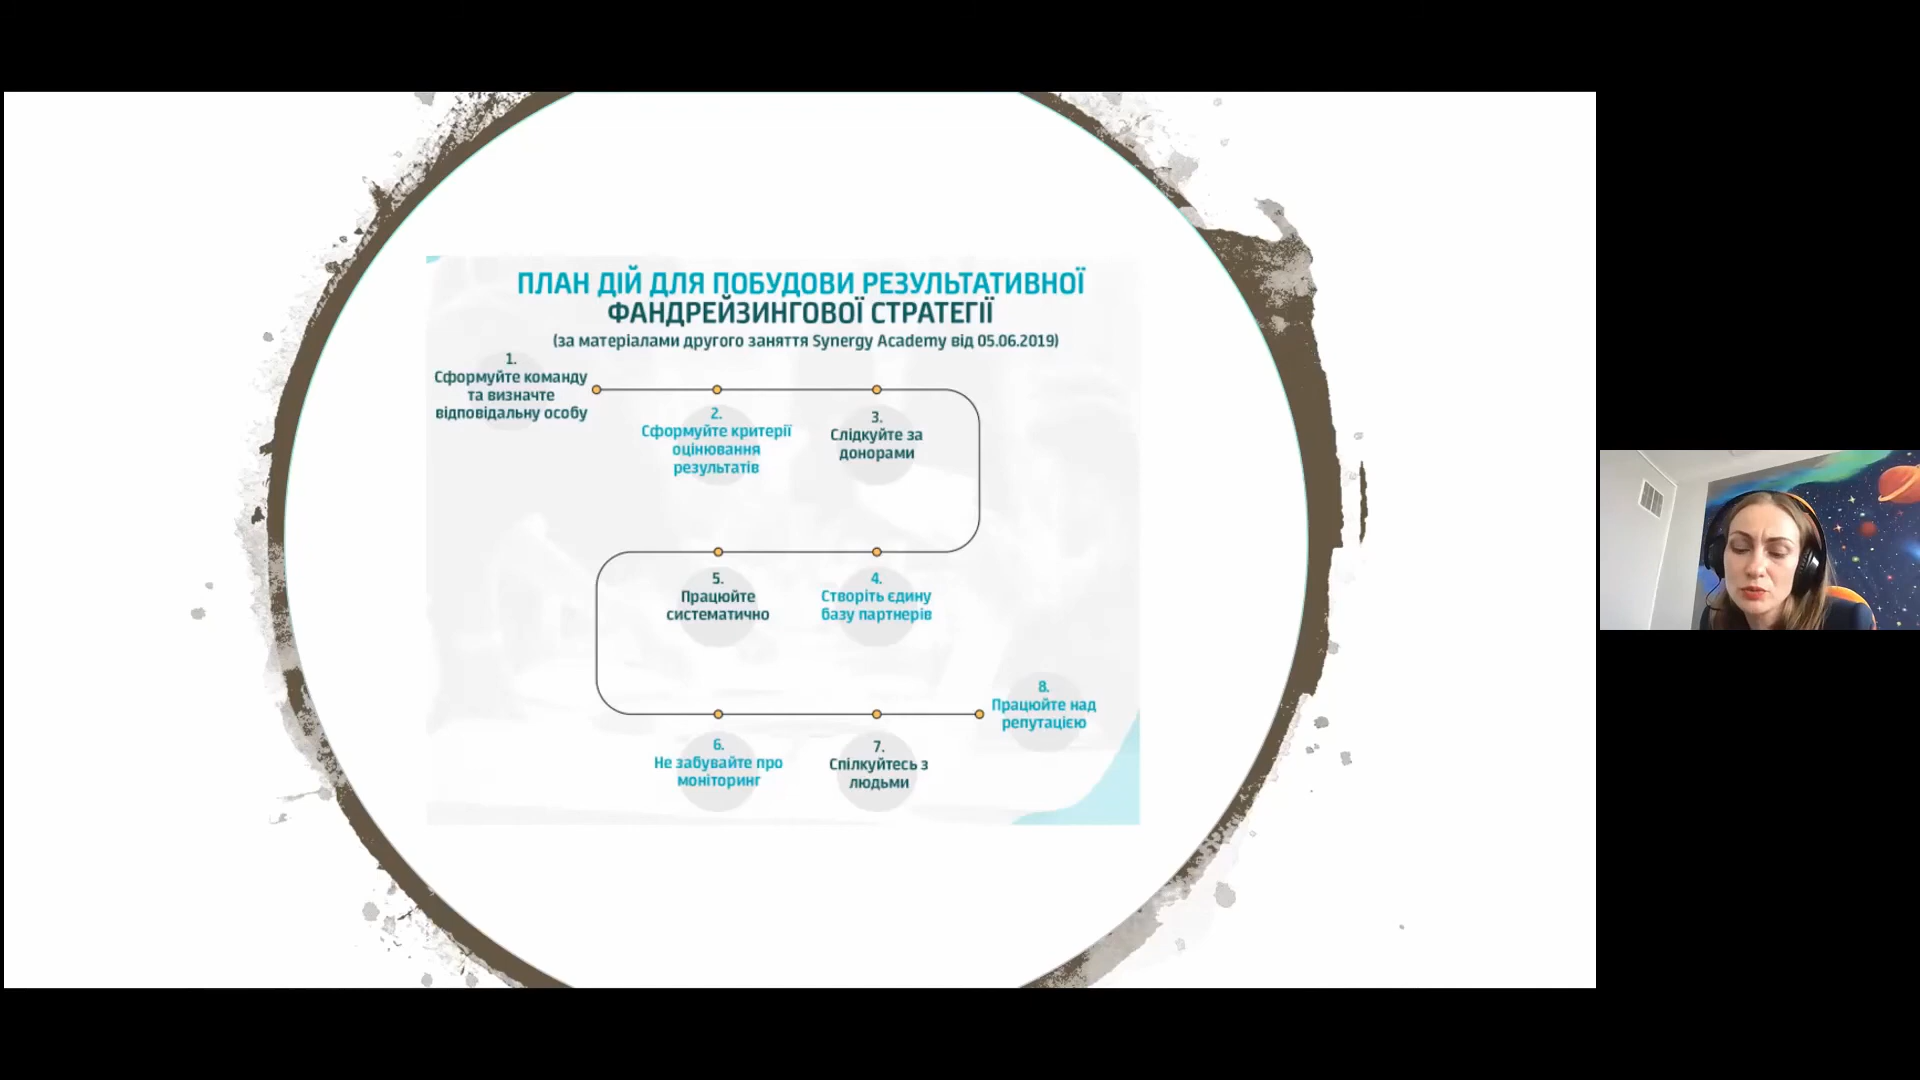 ПЛАН ДІЙ ДЛЯ ПОБУДОВИ РЕЗУЛЬТАТИВНОЇ
ФАНДРЕЙЗИНГОВОЇ СТРАТЕГІЇ
(за матеріалами другого заняття Synergy Academy від 05.06.2019)
1.
Сформуйте команду
та визначте
відповідальну особу
2.
Сформуйте критерії
оцінювання
результатів
3.
Слідкуйте за
донорами
4.
Створіть єдину
базу партнерів
5.
Працюйте
систематично
6.
Не забувайте про
моніторинг
7.
Спілкуйтесь з
людьми
8.
Працюйте над
репутацією